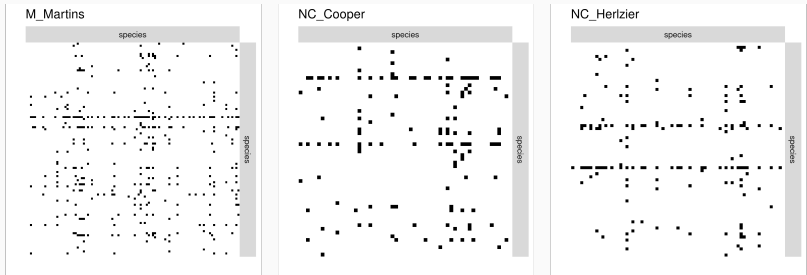 M_Martins
species
species
NC_Cooper
species
species
NC_Herlzier
species
species